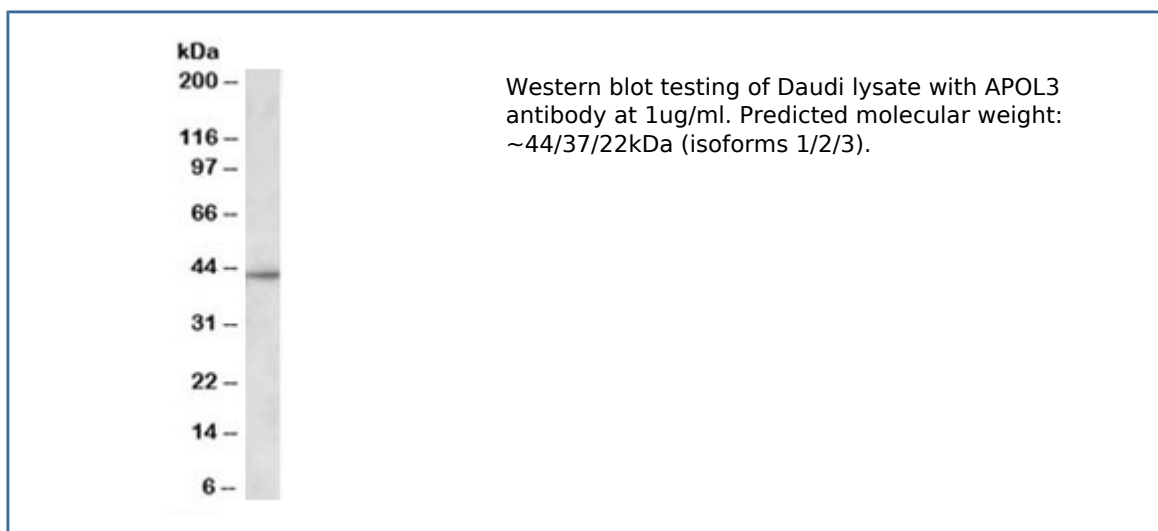 kDa
200 --
116 --
97 --
66 --
44 --
31 --
22 --
14 --
6 --
Western blot testing of Daudi lysate with APOL3
antibody at 1ug/ml. Predicted molecular weight:
~44/37/22kDa (isoforms 1/2/3).